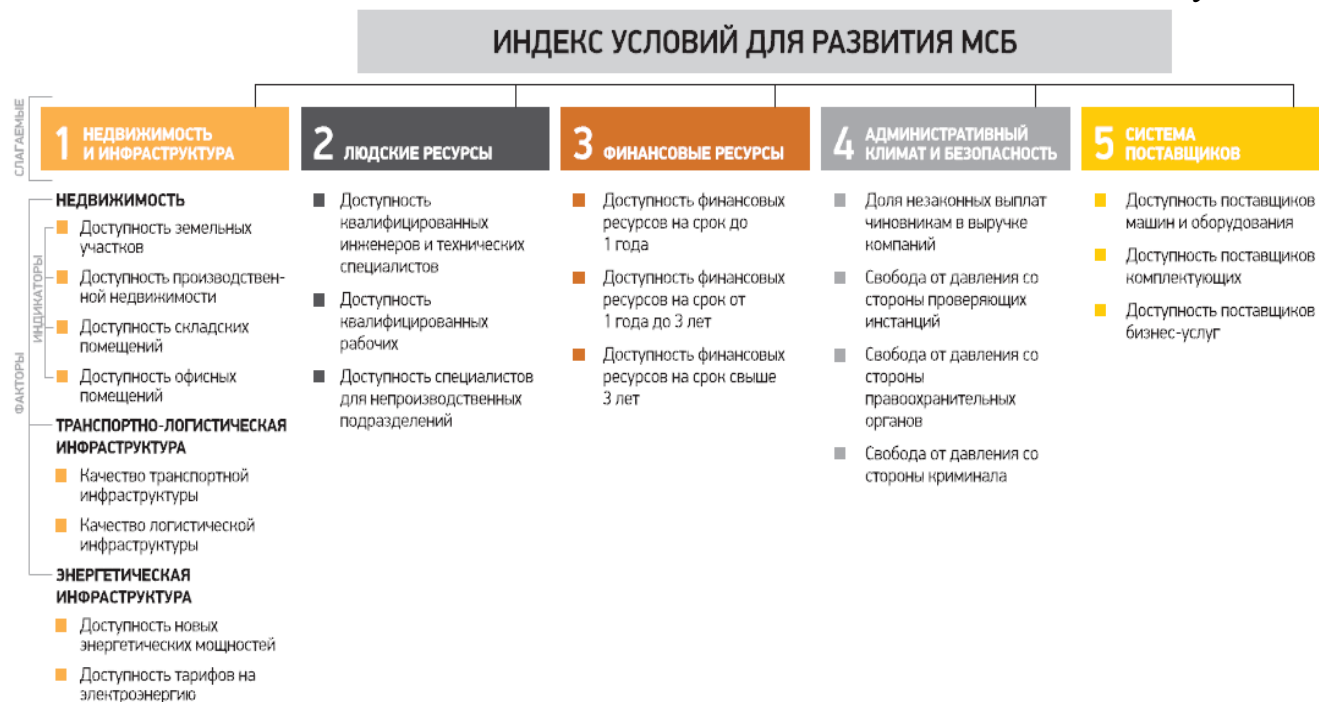 ИНДЕКС УСЛОВИЙ ДЛЯ РАЗВИТИЯ МСБ
СЛАГАЕМЫЕ
ФАКТОРЫ
ИНДИКАТОРЫ
1 НЕДВИЖИМОСТЬ
И ИНФРАСТРУКТУРА
НЕДВИЖИМОСТЬ
Доступность земельных
участков
Доступность производствен-
ной недвижимости
Доступность складских
помещений
Доступность офисных
помещений
ТРАНСПОРТНО-ЛОГИСТИЧЕСКАЯ
ИНФРАСТРУКТУРА
Качество транспортной
инфраструктуры
Качество логистической
инфраструктуры
ЭНЕРГЕТИЧЕСКАЯ
ИНФРАСТРУКТУРА
Доступность новых
энергетических мощностей
Доступность тарифов на
электроэнергию
2 ЛЮДСКИЕ РЕСУРСЫ
Доступность
квалифицированных
инженеров и технических
специалистов
Доступность
квалифицированных
рабочих
Доступность специалистов
для непроизводственных
подразделений
3 ФИНАНСОВЫЕ РЕСУРСЫ
Доступность финансовых
ресурсов на срок до
1 года
Доступность финансовых
ресурсов на срок от
1 года до 3 лет
Доступность финансовых
ресурсов на срок свыше
3 лет
4 АДМИНИСТРАТИВНЫЙ
КЛИМАТ И БЕЗОПАСНОСТЬ
Доля незаконных выплат
чиновникам в выручке
компаний
Свобода от давления со
стороны проверяющих
инстанций
Свобода от давления со
стороны
правоохранительных
органов
Свобода от давления со
стороны криминала
5 СИСТЕМА
ПОСТАВЩИКОВ
Доступность поставщиков
машин и оборудования
Доступность поставщиков
комплектующих
Доступность поставщиков
бизнес-услуг